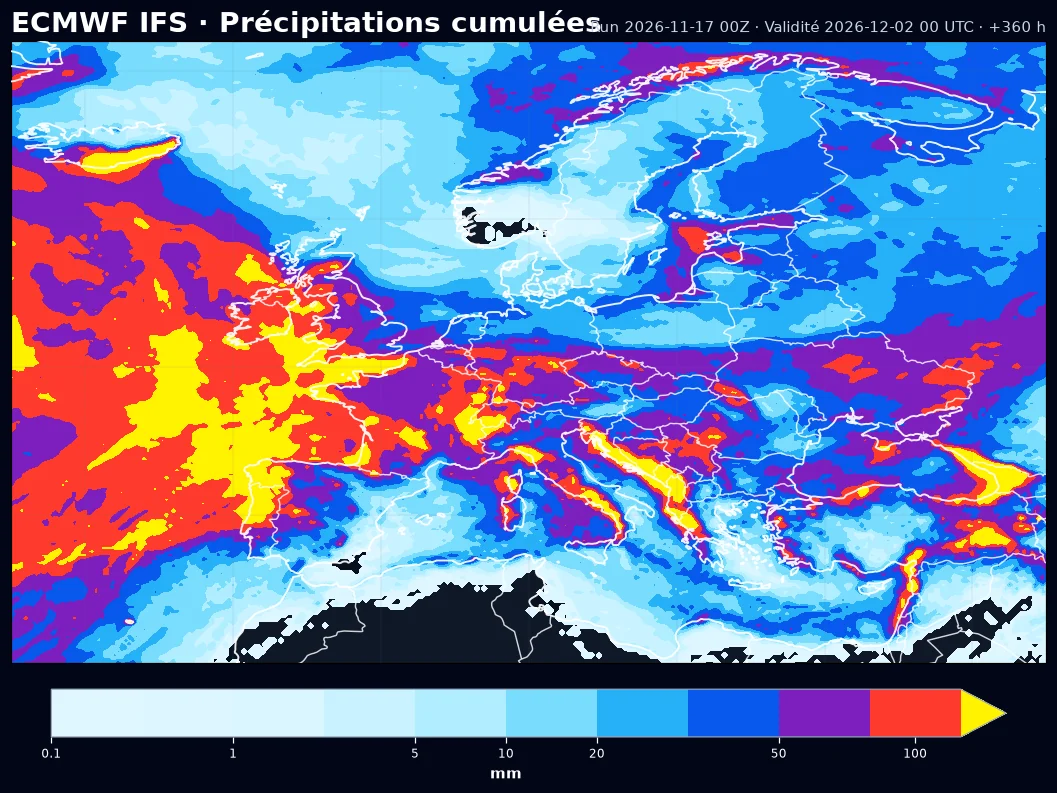 ECMWF IFS · Précipitations cumulées
Run 2026-11-17 00Z · Validité 2026-12-02 00 UTC · +360 h
0.1 1 5 10 20 50 100
mm